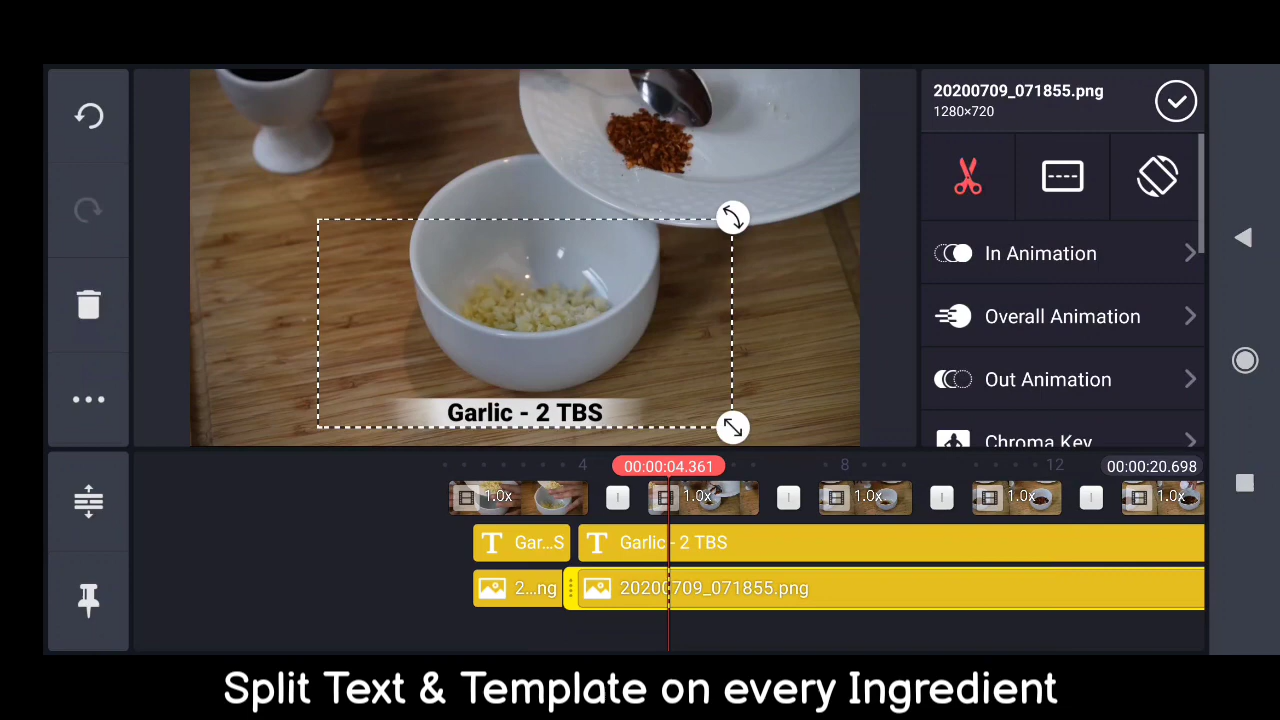 20200709_071855.png
1280×720
In Animation
Overall Animation
Out Animation
Chroma Key
Garlic - 2 TBS
4
00:00:04.361
8
12
00:00:20.698
1.0x
1.0x
1.0x
1.0x
1.0x
T Gar...S
T Garlic - 2 TBS
2...ng
20200709_071855.png
Split Text & Template on every Ingredient